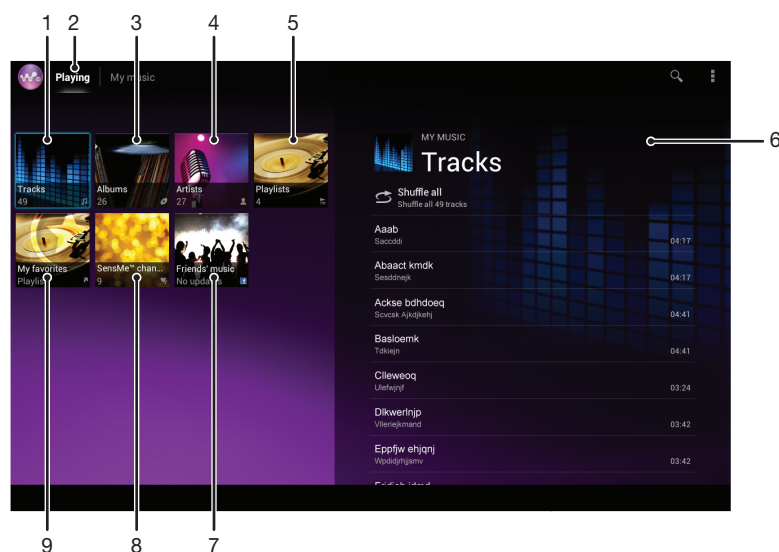 1 2 3 4 5
Playing My music
Tracks
49
Albums
26
Artists
27
Playlists
4
My favorites
Playlist
SensMe™ chan...
9
Friends' music
No updates
MY MUSIC
Tracks
6
Shuffle all
Shuffle all 49 tracks
Aaab
Saccddi 04:17
Abaact kmdk
Sesddnejk 04:17
Ackse bdhdoeq
Scvcsk Ajkdjkehj 04:41
Basloemk
Tdkiejn 04:41
Clleweoq
Ulefwjnjf 03:24
Dlkwerlnjp
Vlleriejkmand 03:42
Eppfjw ehjqnj
Wpdidjrhjjsmv 03:42
9 8 7